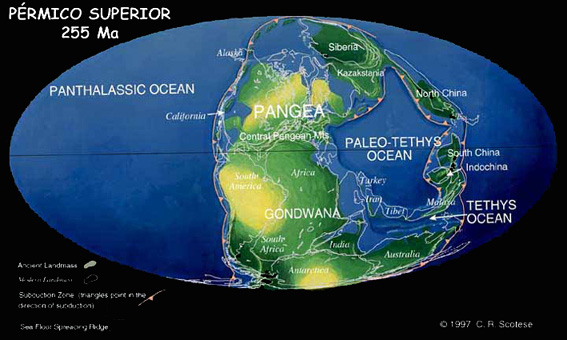 PÉRMICO SUPERIOR
255 Ma
Alaska
Siberia
Kazakstania
PANTHALASSIC OCEAN
North China
California
PANGEA
Central Pangean Mts.
PALEO-TETHYS
OCEAN
South China
Indochina
South
America
Africa
Turkey
Iran
Tibet
Malaya
TETHYS
OCEAN
GONDWANA
South
Africa
India
Australia
Antarctica
Ancient Landmass
Modern Landmass
Subduction Zone (triangles point in the
direction of subduction)
Sea Floor Spreading Ridge
© 1997 C. R. Scotese